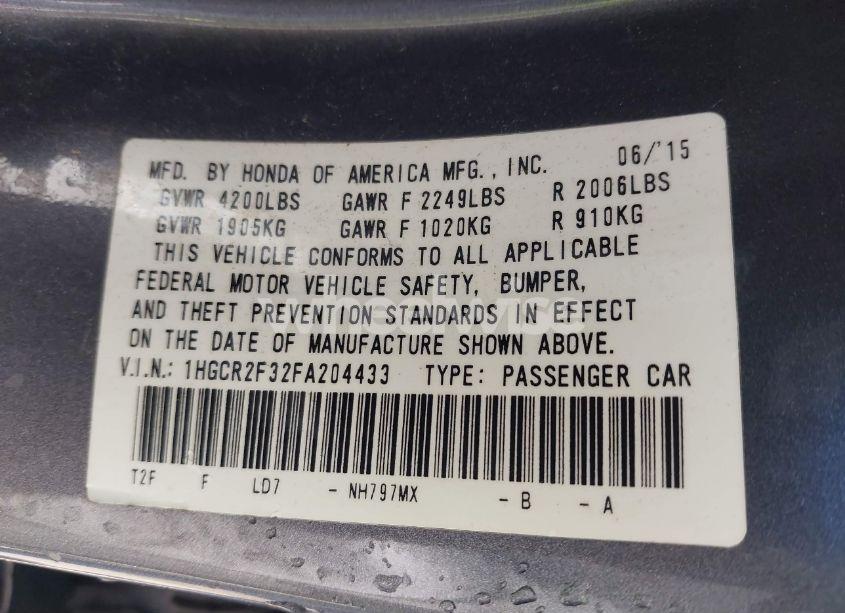 MFD. BY HONDA OF AMERICA MFG., INC. 06/'15
GVWR 4200LBS GAWR F 2249LBS R 2006LBS
GVWR 1905KG GAWR F 1020KG R 910KG
THIS VEHICLE CONFORMS TO ALL APPLICABLE
FEDERAL MOTOR VEHICLE SAFETY, BUMPER,
AND THEFT PREVENTION STANDARDS IN EFFECT
ON THE DATE OF MANUFACTURE SHOWN ABOVE.
V.I.N.: 1HGCR2F32FA204433 TYPE: PASSENGER CAR
T2F F LD7 - NH797MX - B - A